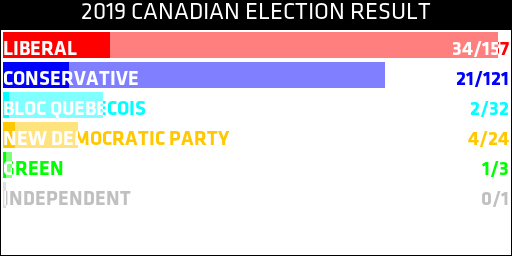 2019 CANADIAN ELECTION RESULT
LIBERAL 34/157
CONSERVATIVE 21/121
BLOC QUEBECOIS 2/32
NEW DEMOCRATIC PARTY 4/24
GREEN 1/3
INDEPENDENT 0/1